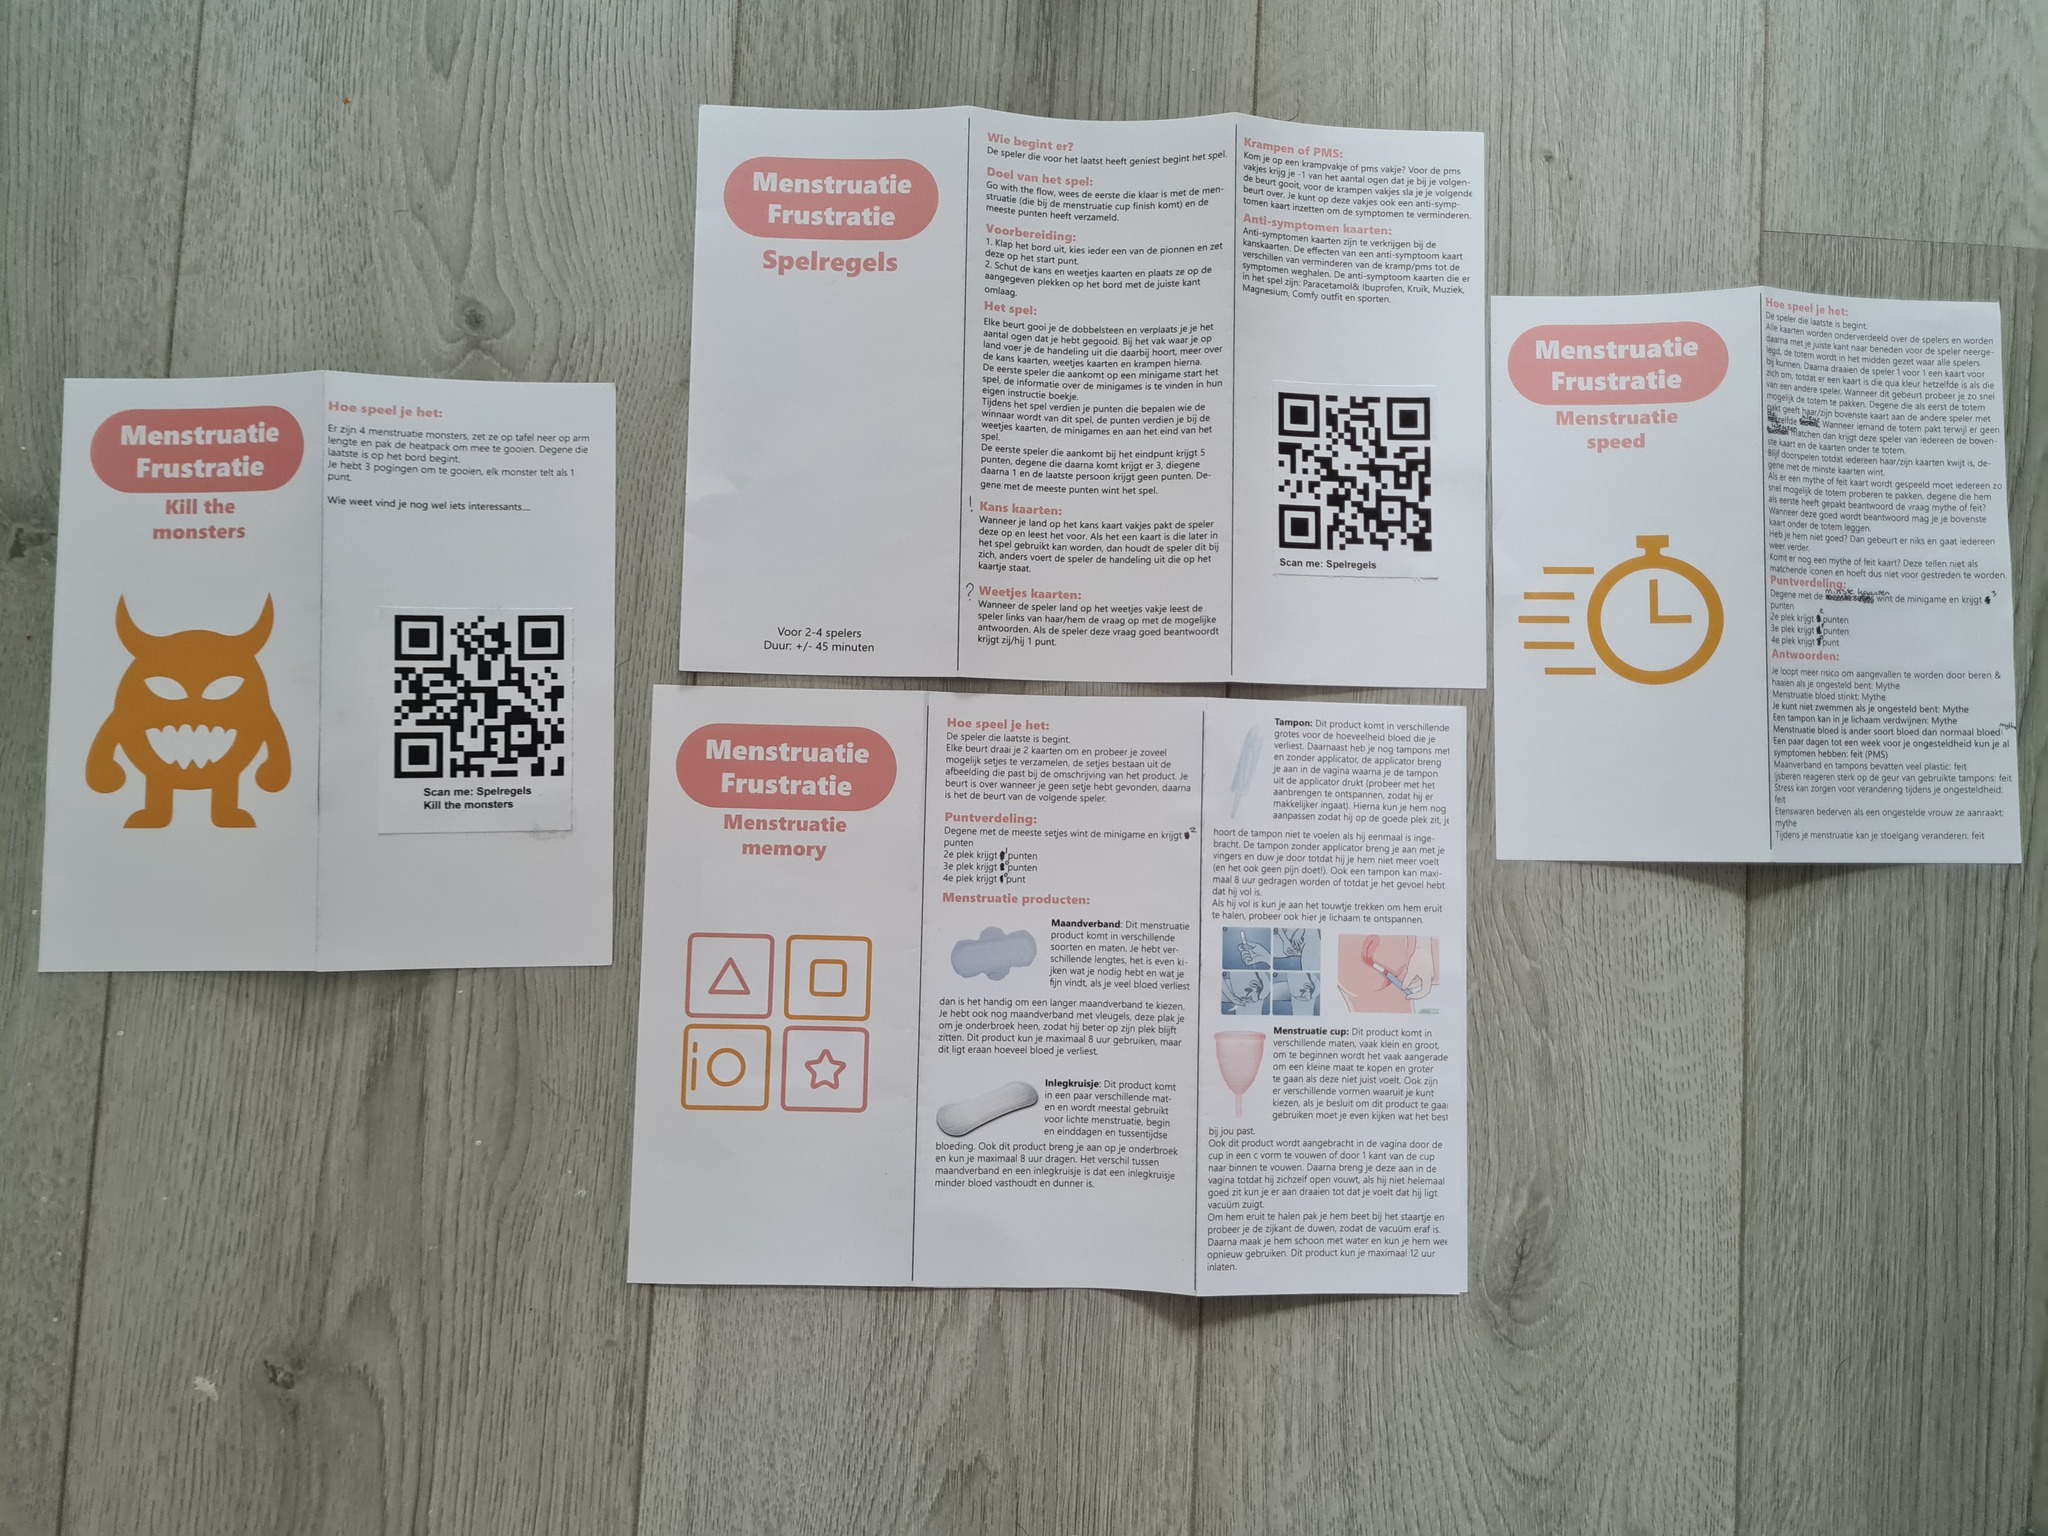 Menstruatie
Frustratie
Kill the
monsters
Hoe speel je het:
Er zijn 4 menstruatie monsters, zet ze op tafel neer op arm
lengte en pak de heatpack om mee te gooien. Degene die
laatste is op het bord begint.
Je hebt 3 pogingen om te gooien, elk monster telt als 1
punt.
Wie weet vind je nog wel iets interessants....
Scan me: Spelregels
Kill the monsters
Menstruatie
Frustratie
Spelregels
Voor 2-4 spelers
Duur: +/- 45 minuten
Wie begint er?
De speler die voor het laatst heeft geniest begint het spel.
Doel van het spel:
Go with the flow, wees de eerste die klaar is met de men-
struatie (die bij de menstruatie cup finish komt) en de
meeste punten heeft verzameld.
Voorbereiding:
1. Klap het bord uit, kies ieder een van de pionnen en zet
deze op het start punt.
2. Schut de kans en weetjes kaarten en plaats ze op de
aangegeven plekken op het bord met de juiste kant
omlaag.
Het spel:
Elke beurt gooi je de dobbelsteen en verplaats je je het
aantal ogen dat je hebt gegooid. Bij het vak waar je op
land voer je de handeling uit die daarbij hoort, meer over
de kans kaarten, weetjes kaarten en krampen hierna.
De eerste speler die aankomt op een minigame start het
spel, de informatie over de minigames is te vinden in hun
eigen instructie boekje.
Tijdens het spel verdien je punten die bepalen wie de
winnaar wordt van dit spel, de punten verdien je bij de
weetjes kaarten, de minigames en aan het eind van het
spel.
De eerste speler die aankomt bij het eindpunt krijgt 5
punten, degene die daarna komt krijgt er 3, diegene
daarna 1 en de laatste persoon krijgt geen punten. De-
gene met de meeste punten wint het spel.
! Kans kaarten:
Wanneer je land op het kans kaart vakjes pakt de speler
deze op en leest het voor. Als het een kaart is die later in
het spel gebruikt kan worden, dan houdt de speler dit bij
zich, anders voert de speler de handeling uit die op het
kaartje staat.
? Weetjes kaarten:
Wanneer de speler land op het weetjes vakje leest de
speler links van haar/hem de vraag op met de mogelijke
antwoorden. Als de speler deze vraag goed beantwoordt
krijgt zij/hij 1 punt.
Krampen of PMS:
Kom je op een krampvakje of pms vakje? Voor de pms
vakjes krijg je -1 van het aantal ogen dat je bij je volgen-
de beurt gooit, voor de krampen vakjes sla je je volgende
beurt over. Je kunt op deze vakjes ook een anti-symp-
tomen kaart inzetten om de symptomen te verminderen.
Anti-symptomen kaarten:
Anti-symptomen kaarten zijn te verkrijgen bij de
kanskaarten. De effecten van een anti-symptoom kaart
verschillen van verminderen van de kramp/pms tot de
symptomen weghalen. De anti-symptoom kaarten die er
in het spel zijn: Paracetamol& Ibuprofen, Kruik, Muziek,
Magnesium, Comfy outfit en sporten.
Scan me: Spelregels
Menstruatie
Frustratie
Menstruatie
speed
Hoe speel je het:
De speler die laatste is begint.
Alle kaarten worden onderverdeeld over de spelers en worden
daarna met je juiste kant naar beneden voor de speler neerge-
legd, de totem wordt in het midden gezet waar alle spelers
bij kunnen. Daarna draaien de speler 1 voor 1 een kaart voor
zich om, totdat er een kaart is die qua kleur hetzelfde is als die
van een andere speler. Wanneer dit gebeurt probeer je zo snel
mogelijk de totem te pakken. Degene die als eerst de totem
pakt geeft haar/zijn bovenste kaart aan de andere speler met
Wanneer iemand de totem pakt terwijl er geen
matchen dan krijgt deze speler van iedereen de boven-
ste kaart en de kaarten onder te totem.
Blijf doorspelen totdat iedereen haar/zijn kaarten kwijt is, de-
gene met de minste kaarten wint.
Als er een mythe of feit kaart wordt gespeeld moet iedereen zo
snel mogelijk de totem proberen te pakken, degene die hem
als eerste heeft gepakt beantwoord de vraag mythe of feit?
Wanneer deze goed wordt beantwoord mag je je bovenste
kaart onder de totem leggen.
Heb je hem niet goed? Dan gebeurt er niks en gaat iedereen
weer verder.
Komt er nog een mythe of feit kaart? Deze tellen niet als
matchende iconen en hoeft dus niet voor gestreden te worden.
Puntverdeling:
Degene met de minste kaarten wint de minigame en krijgt 3
punten
2e plek krijgt 2 punten
3e plek krijgt 1 punten
4e plek krijgt punt
Antwoorden:
Je loopt meer risico om aangevallen te worden door beren &
haaien als je ongesteld bent: Mythe
Menstruatie bloed stinkt: Mythe
Je kunt niet zwemmen als je ongesteld bent: Mythe
Een tampon kan in je lichaam verdwijnen: Mythe
Menstruatie bloed is ander soort bloed dan normaal bloed: mythe
Een paar dagen tot een week voor je ongesteldheid kun je al
symptomen hebben: feit (PMS)
Maanverband en tampons bevatten veel plastic: feit
Ijsberen reageren sterk op de geur van gebruikte tampons: feit
Stress kan zorgen voor verandering tijdens je ongesteldheid:
feit
Etenswaren bederven als een ongestelde vrouw ze aanraakt:
mythe
Tijdens je menstruatie kan je stoelgang veranderen: feit
Menstruatie
Frustratie
Menstruatie
memory
Hoe speel je het:
De speler die laatste is begint.
Elke beurt draai je 2 kaarten om en probeer je zoveel
mogelijk setjes te verzamelen, de setjes bestaan uit de
afbeelding die past bij de omschrijving van het product. Je
beurt is over wanneer je geen setje hebt gevonden, daarna
is het de beurt van de volgende speler.
Puntverdeling:
Degene met de meeste setjes wint de minigame en krijgt 2
punten
2e plek krijgt 1 punten
3e plek krijgt 0 punten
4e plek krijgt 0 punt
Menstruatie producten:
Maandverband: Dit menstruatie
product komt in verschillende
soorten en maten. Je hebt ver-
schillende lengtes, het is even ki-
jken wat je nodig hebt en wat je
fijn vindt, als je veel bloed verliest
dan is het handig om een langer maandverband te kiezen.
Je hebt ook nog maandverband met vleugels, deze plak je
om je onderbroek heen, zodat hij beter op zijn plek blijft
zitten. Dit product kun je maximaal 8 uur gebruiken, maar
dit ligt eraan hoeveel bloed je verliest.
Inlegkruisje: Dit product komt
in een paar verschillende mat-
en en wordt meestal gebruikt
voor lichte menstruatie, begin
en einddagen en tussentijdse
bloeding. Ook dit product breng je aan op je onderbroek
en kun je maximaal 8 uur dragen. Het verschil tussen
maandverband en een inlegkruisje is dat een inlegkruisje
minder bloed vasthoudt en dunner is.
Tampon: Dit product komt in verschillende
grotes voor de hoeveelheid bloed die je
verliest. Daarnaast heb je nog tampons met
en zonder applicator, de applicator breng
je aan in de vagina waarna je de tampon
uit de applicator drukt (probeer met het
aanbrengen te ontspannen, zodat hij er
makkelijker ingaat). Hierna kun je hem nog
aanpassen zodat hij op de goede plek zit, je
hoort de tampon niet te voelen als hij eenmaal is inge-
bracht. De tampon zonder applicator breng je aan met je
vingers en duw je door totdat hij je hem niet meer voelt
(en het ook geen pijn doet!). Ook een tampon kan maxi-
maal 8 uur gedragen worden of totdat je het gevoel hebt
dat hij vol is.
Als hij vol is kun je aan het touwtje trekken om hem eruit
te halen, probeer ook hier je lichaam te ontspannen.
Menstruatie cup: Dit product komt in
verschillende maten, vaak klein en groot,
om te beginnen wordt het vaak aangerade
om een kleine maat te kopen en groter
te gaan als deze niet juist voelt. Ook zijn
er verschillende vormen waaruit je kunt
kiezen, als je besluit om dit product te gaan
gebruiken moet je even kijken wat het best
bij jou past.
Ook dit product wordt aangebracht in de vagina door de
cup in een c vorm te vouwen of door 1 kant van de cup
naar binnen te vouwen. Daarna breng je deze aan in de
vagina totdat hij zichzelf open vouwt, als hij niet helemaal
goed zit kun je er aan draaien tot dat je voelt dat hij ligt
vacuüm zuigt.
Om hem eruit te halen pak je hem beet bij het staartje en
probeer je de zijkant de duwen, zodat de vacuüm eraf is.
Daarna maak je hem schoon met water en kun je hem wee
opnieuw gebruiken. Dit product kun je maximaal 12 uur
inlaten.